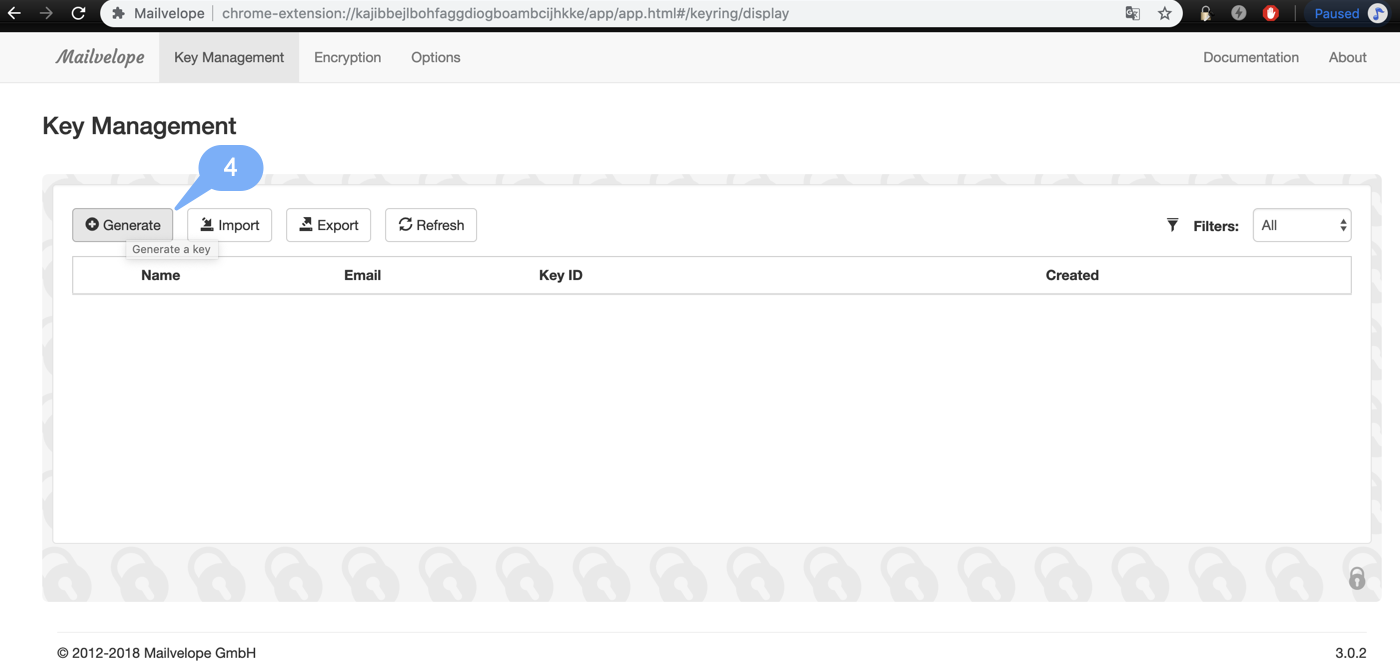 Mailvelope | chrome-extension://kajibbejlbohfaggdiogboambcijhkke/app/app.html#/keyring/display Paused
Mailvelope Key Management Encryption Options Documentation About
Key Management
4
Generate Import Export Refresh Filters: All
Generate a key
Name Email Key ID Created
© 2012-2018 Mailvelope GmbH 3.0.2